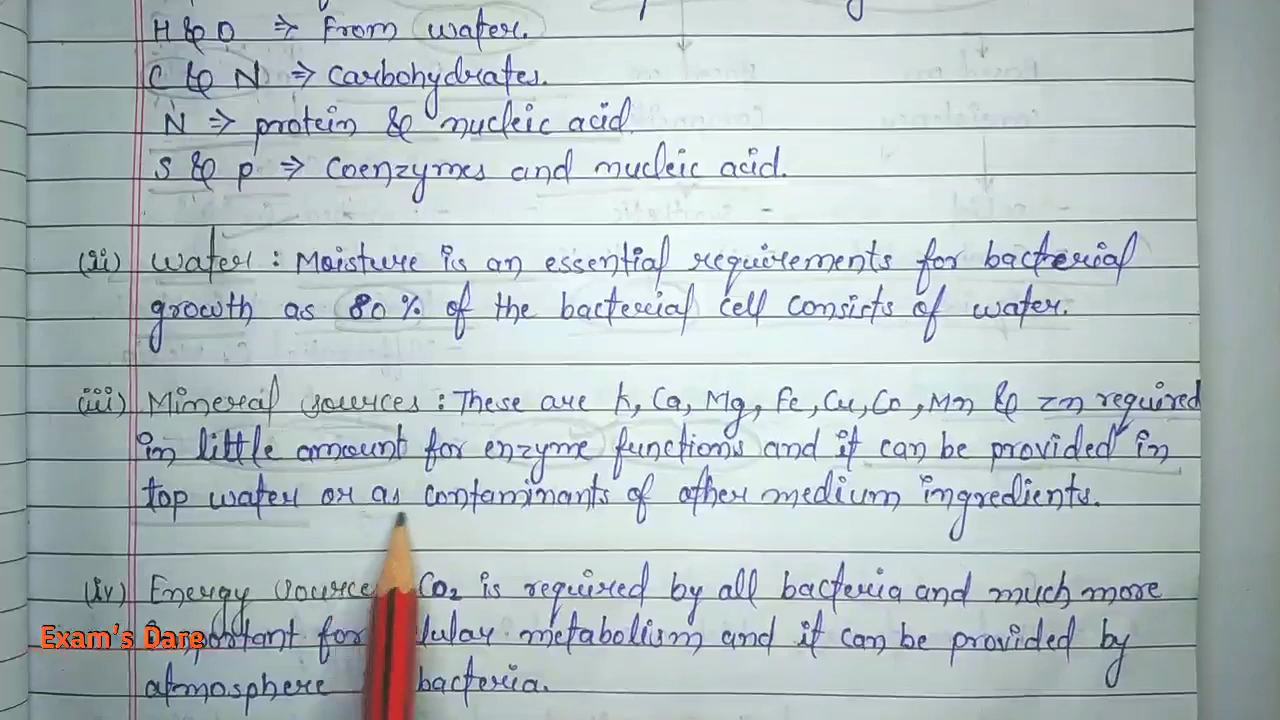 H & O ⇒ From water.
C & N ⇒ carbohydrates.
N ⇒ protein & nucleic acid
S & p ⇒ coenzymes and nucleic acid.
(ii) water : Moisture is an essential requirements for bacterial
growth as 80% of the bacterial cell consists of water.
(iii) Mineral sources : These are K, Ca, Mg, Fe, Cu, Co, Mn & zn required
in little amount for enzyme functions and it can be provided in
top water or as contaminants of other medium ingredients.
(iv) Energy source CO2 is required by all bacteria and much more
Exam's Dare
for metabolism and it can be provided by
atmosphere bacteria.